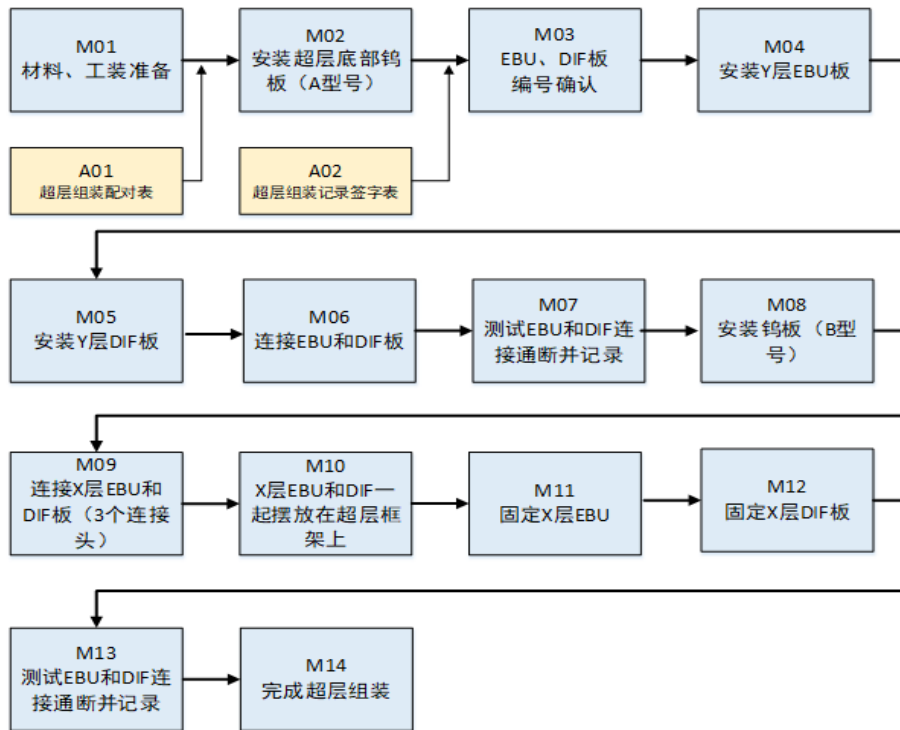 M01
材料、工装准备
M02
安装超层底部钨
板（A型号）
M03
EBU、DIF板
编号确认
M04
安装Y层EBU板
A01
超层组装配对表
A02
超层组装记录签字表
M05
安装Y层DIF板
M06
连接EBU和DIF板
M07
测试EBU和DIF连
接通断并记录
M08
安装钨板（B型
号）
M09
连接X层EBU和
DIF板（3个连接
头）
M10
X层EBU和DIF一
起摆放在超层框
架上
M11
固定X层EBU
M12
固定X层DIF板
M13
测试EBU和DIF连
接通断并记录
M14
完成超层组装